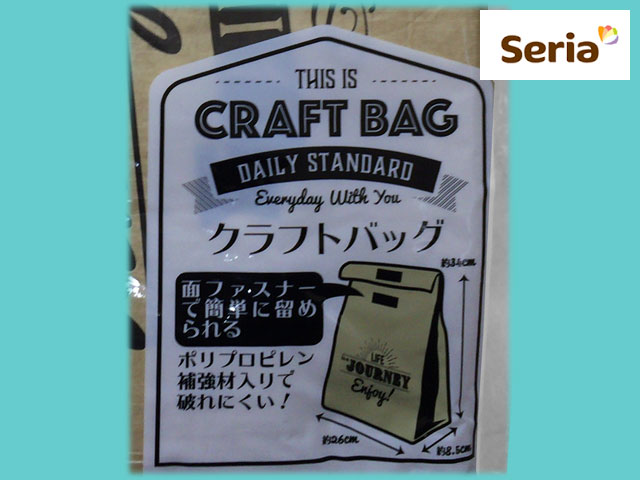 Seria
THIS IS
CRAFT BAG
DAILY STANDARD
Everyday With You
クラフトバッグ
約34cm
面ファスナー
で簡単に留め
られる
ポリプロピレン
補強材入りで
破れにくい！
LIFE
JOURNEY
Enjoy!
約26cm
約8.5cm